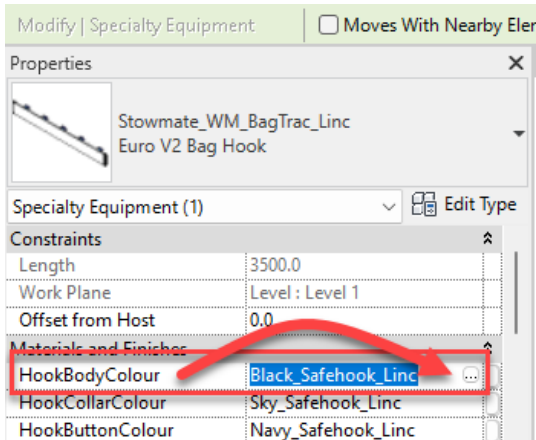 Modify | Specialty Equipment
Moves With Nearby Eler
Properties
Stowmate_WM_BagTrac_Linc
Euro V2 Bag Hook
Specialty Equipment (1)
Edit Type
Constraints
Length 3500.0
Work Plane Level : Level 1
Offset from Host 0.0
Materials and Finishes
HookBodyColour Black_Safehook_Linc ...
HookCollarColour Sky_Safehook_Linc
HookButtonColour Navy_Safehook_Linc